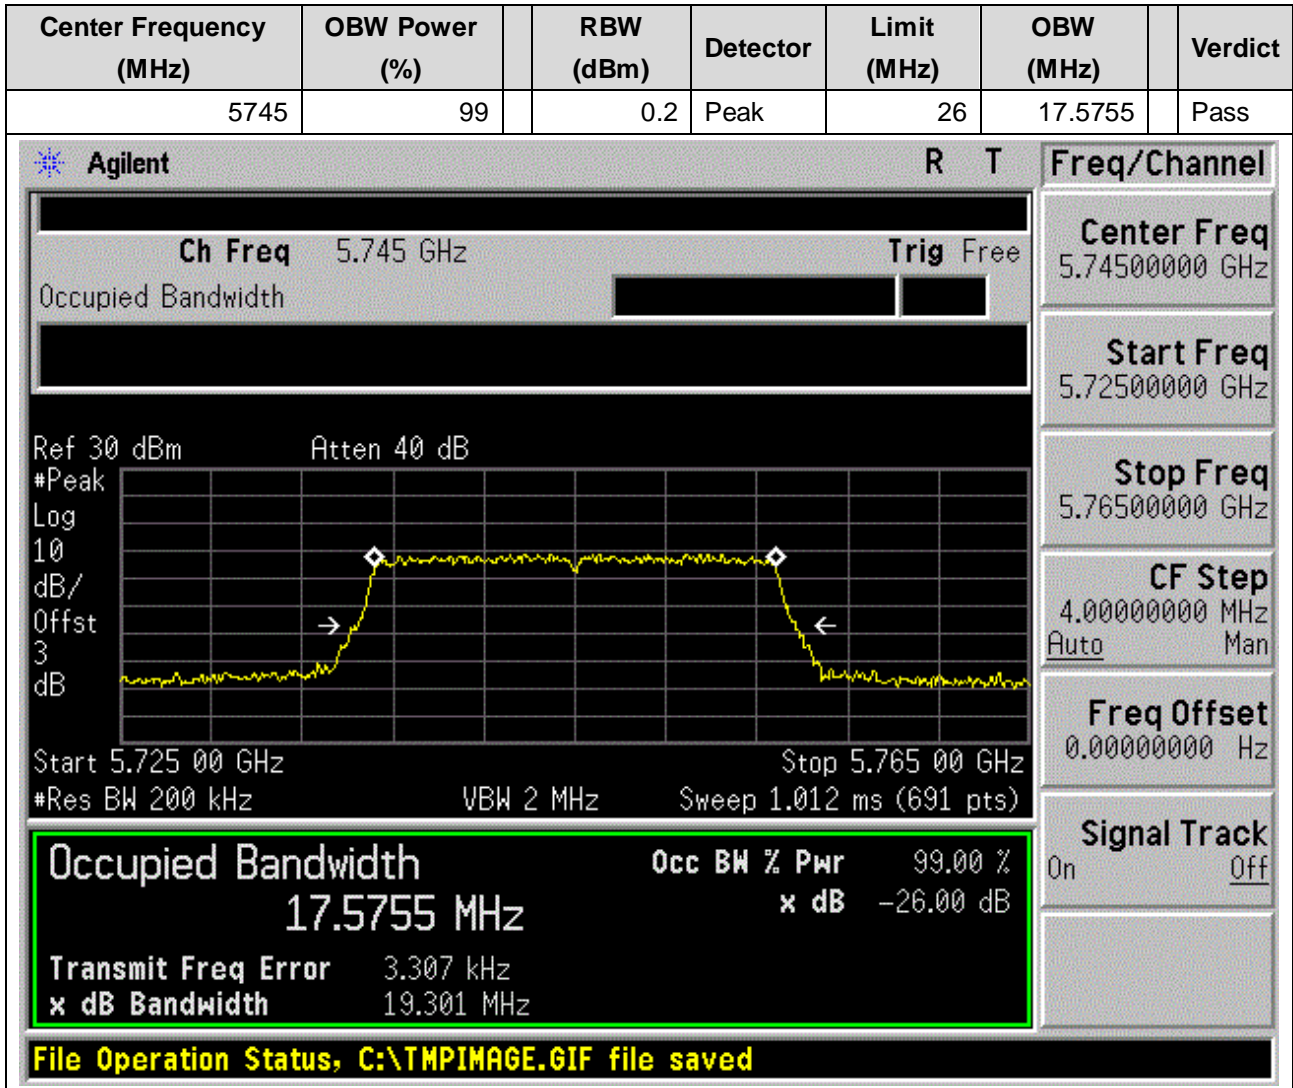 Center Frequency (MHz) OBW Power (%) RBW (dBm) Detector Limit (MHz) OBW (MHz) Verdict
5745 99 0.2 Peak 26 17.5755 Pass
Agilent R T Freq/Channel
Ch Freq 5.745 GHz Trig Free
Occupied Bandwidth
Center Freq
5.74500000 GHz
Start Freq
5.72500000 GHz
Stop Freq
5.76500000 GHz
CF Step
4.00000000 MHz
Auto Man
Freq Offset
0.00000000 Hz
Signal Track
On Off
Ref 30 dBm Atten 40 dB
#Peak
Log
10
dB/
Offst
3
dB
Start 5.725 00 GHz Stop 5.765 00 GHz
#Res BW 200 kHz VBW 2 MHz Sweep 1.012 ms (691 pts)
Occupied Bandwidth Occ BW % Pwr 99.00 %
17.5755 MHz x dB -26.00 dB
Transmit Freq Error 3.307 kHz
x dB Bandwidth 19.301 MHz
File Operation Status, C:\TMPIMAGE.GIF file saved